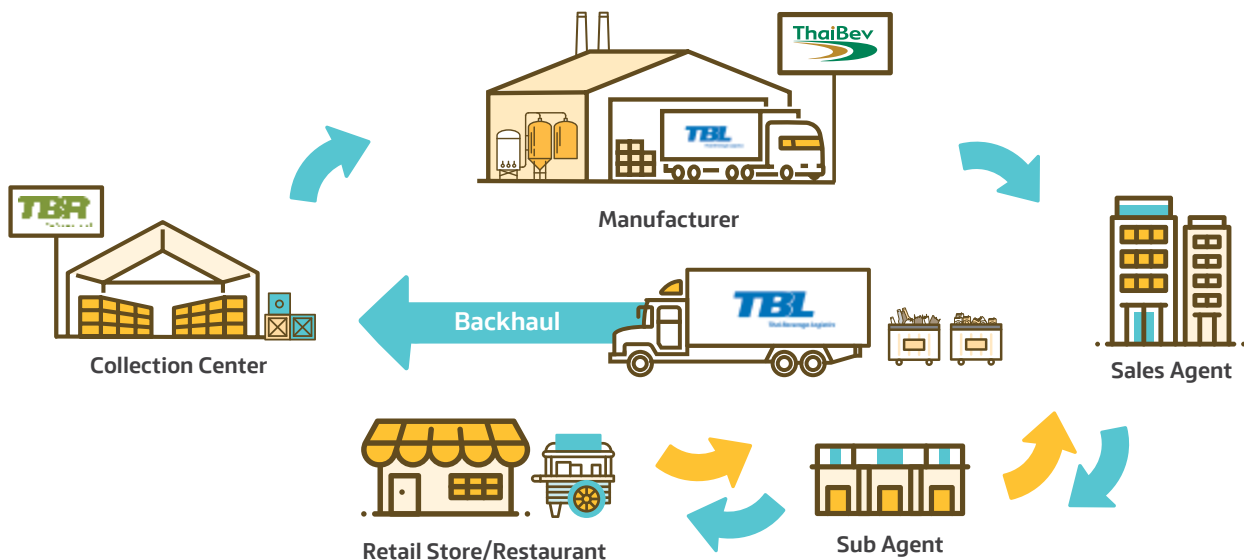 ThaiBev
TBL
Manufacturer
TBR
Collection Center
Backhaul
TBL
Thai Beverage Logistics
Sales Agent
Retail Store/Restaurant
Sub Agent